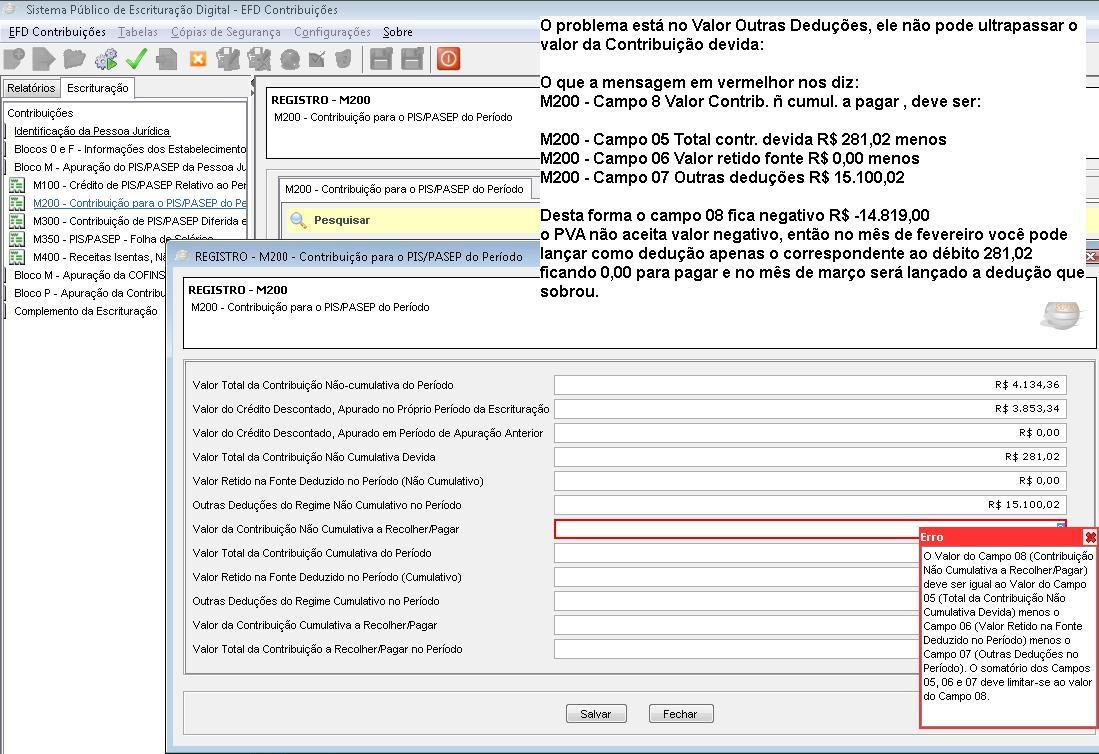 Sistema Público de Escrituração Digital - EFD Contribuições
EFD Contribuições Tabelas Cópias de Segurança Configurações Sobre
Relatórios Escrituração
Contribuições
Identificação da Pessoa Jurídica
Blocos 0 e F - Informações dos Estabelecimento
Bloco M - Apuração do PIS/PASEP da Pessoa Ju
M100 - Crédito de PIS/PASEP Relativo ao Per
M200 - Contribuição para o PIS/PASEP do Pe
M300 - Contribuição de PIS/PASEP Diferida e
M350 - PIS/PASEP - Folha de Salários
M400 - Receitas Isentas, Nã
Bloco M - Apuração da COFINS
Bloco P - Apuração da Contribu
Complemento da Escrituração
REGISTRO - M200
M200 - Contribuição para o PIS/PASEP do Período
M200 - Contribuição para o PIS/PASEP do Período
Pesquisar
O problema está no Valor Outras Deduções, ele não pode ultrapassar o
valor da Contribuição devida:
O que a mensagem em vermelhor nos diz:
M200 - Campo 8 Valor Contrib. ñ cumul. a pagar , deve ser:
M200 - Campo 05 Total contr. devida R$ 281,02 menos
M200 - Campo 06 Valor retido fonte R$ 0,00 menos
M200 - Campo 07 Outras deduções R$ 15.100,02
Desta forma o campo 08 fica negativo R$ -14.819,00
o PVA não aceita valor negativo, então no mês de fevereiro você pode
lançar como dedução apenas o correspondente ao débito 281,02
ficando 0,00 para pagar e no mês de março será lançado a dedução que
sobrou.
REGISTRO - M200 - Contribuição para o PIS/PASEP do Período
REGISTRO - M200
M200 - Contribuição para o PIS/PASEP do Período
Valor Total da Contribuição Não-cumulativa do Período R$ 4.134,36
Valor do Crédito Descontado, Apurado no Próprio Período da Escrituração R$ 3.853,34
Valor do Crédito Descontado, Apurado em Período de Apuração Anterior R$ 0,00
Valor Total da Contribuição Não Cumulativa Devida R$ 281,02
Valor Retido na Fonte Deduzido no Período (Não Cumulativo) R$ 0,00
Outras Deduções do Regime Não Cumulativo no Período R$ 15.100,02
Valor da Contribuição Não Cumulativa a Recolher/Pagar
Valor Total da Contribuição Cumulativa do Período
Valor Retido na Fonte Deduzido no Período (Cumulativo)
Outras Deduções do Regime Cumulativo no Período
Valor da Contribuição Cumulativa a Recolher/Pagar
Valor Total da Contribuição a Recolher/Pagar no Período
Erro
O Valor do Campo 08 (Contribuição
Não Cumulativa a Recolher/Pagar)
deve ser igual ao Valor do Campo
05 (Total da Contribuição Não
Cumulativa Devida) menos o
Campo 06 (Valor Retido na Fonte
Deduzido no Período) menos o
Campo 07 (Outras Deduções no
Período). O somatório dos Campos
05, 06 e 07 deve limitar-se ao valor
do Campo 08.
Salvar Fechar